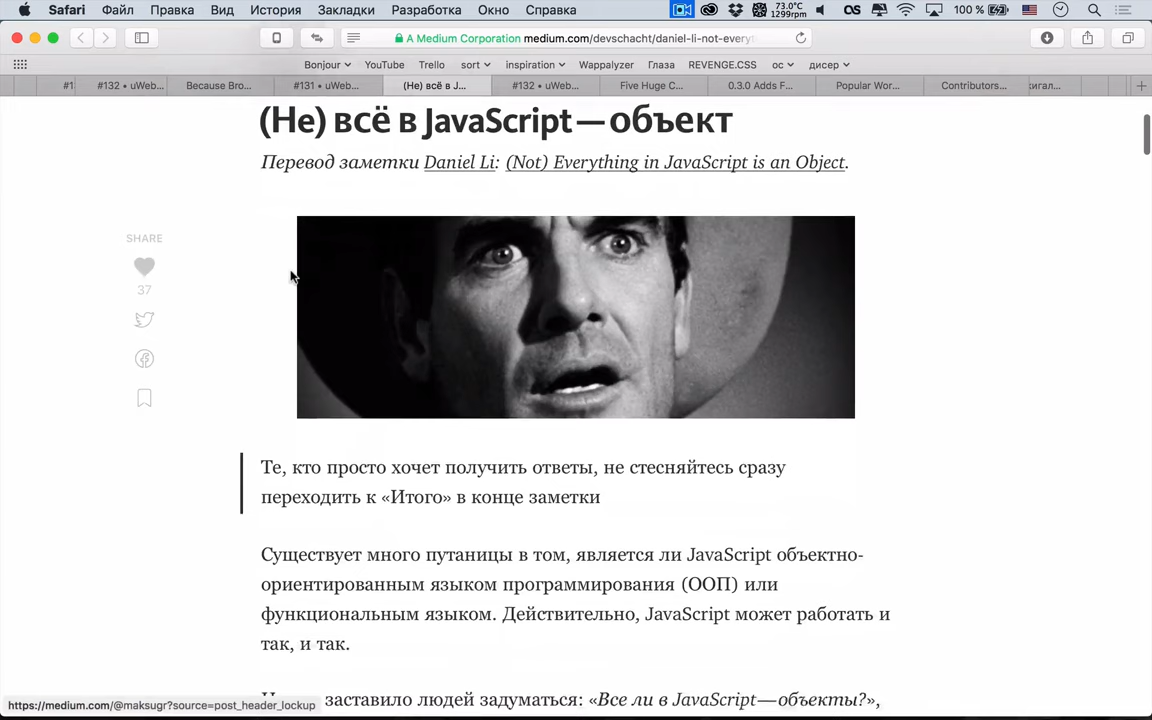 Safari Файл Правка Вид История Закладки Разработка Окно Справка 73.0°C 1299rpm 100 %
A Medium Corporation medium.com/devschacht/daniel-li-not-everyt
Bonjour YouTube Trello sort inspiration Wappalyzer Глаза REVENGE.CSS ос дисер
#1 #132 • uWeb... Because Bro... #131 • uWeb... (Не) всё в J... #132 • uWeb... Five Huge C... 0.3.0 Adds F... Popular Wor... Contributors... кигал...
(Не) всё в JavaScript — объект
Перевод заметки Daniel Li: (Not) Everything in JavaScript is an Object.
SHARE
37
Те, кто просто хочет получить ответы, не стесняйтесь сразу
переходить к «Итого» в конце заметки
Существует много путаницы в том, является ли JavaScript объектно-
ориентированным языком программирования (ООП) или
функциональным языком. Действительно, JavaScript может работать и
так, и так.
заставило людей задуматься: «Все ли в JavaScript — объекты?»,
https://medium.com/@maksugr?source=post_header_lockup